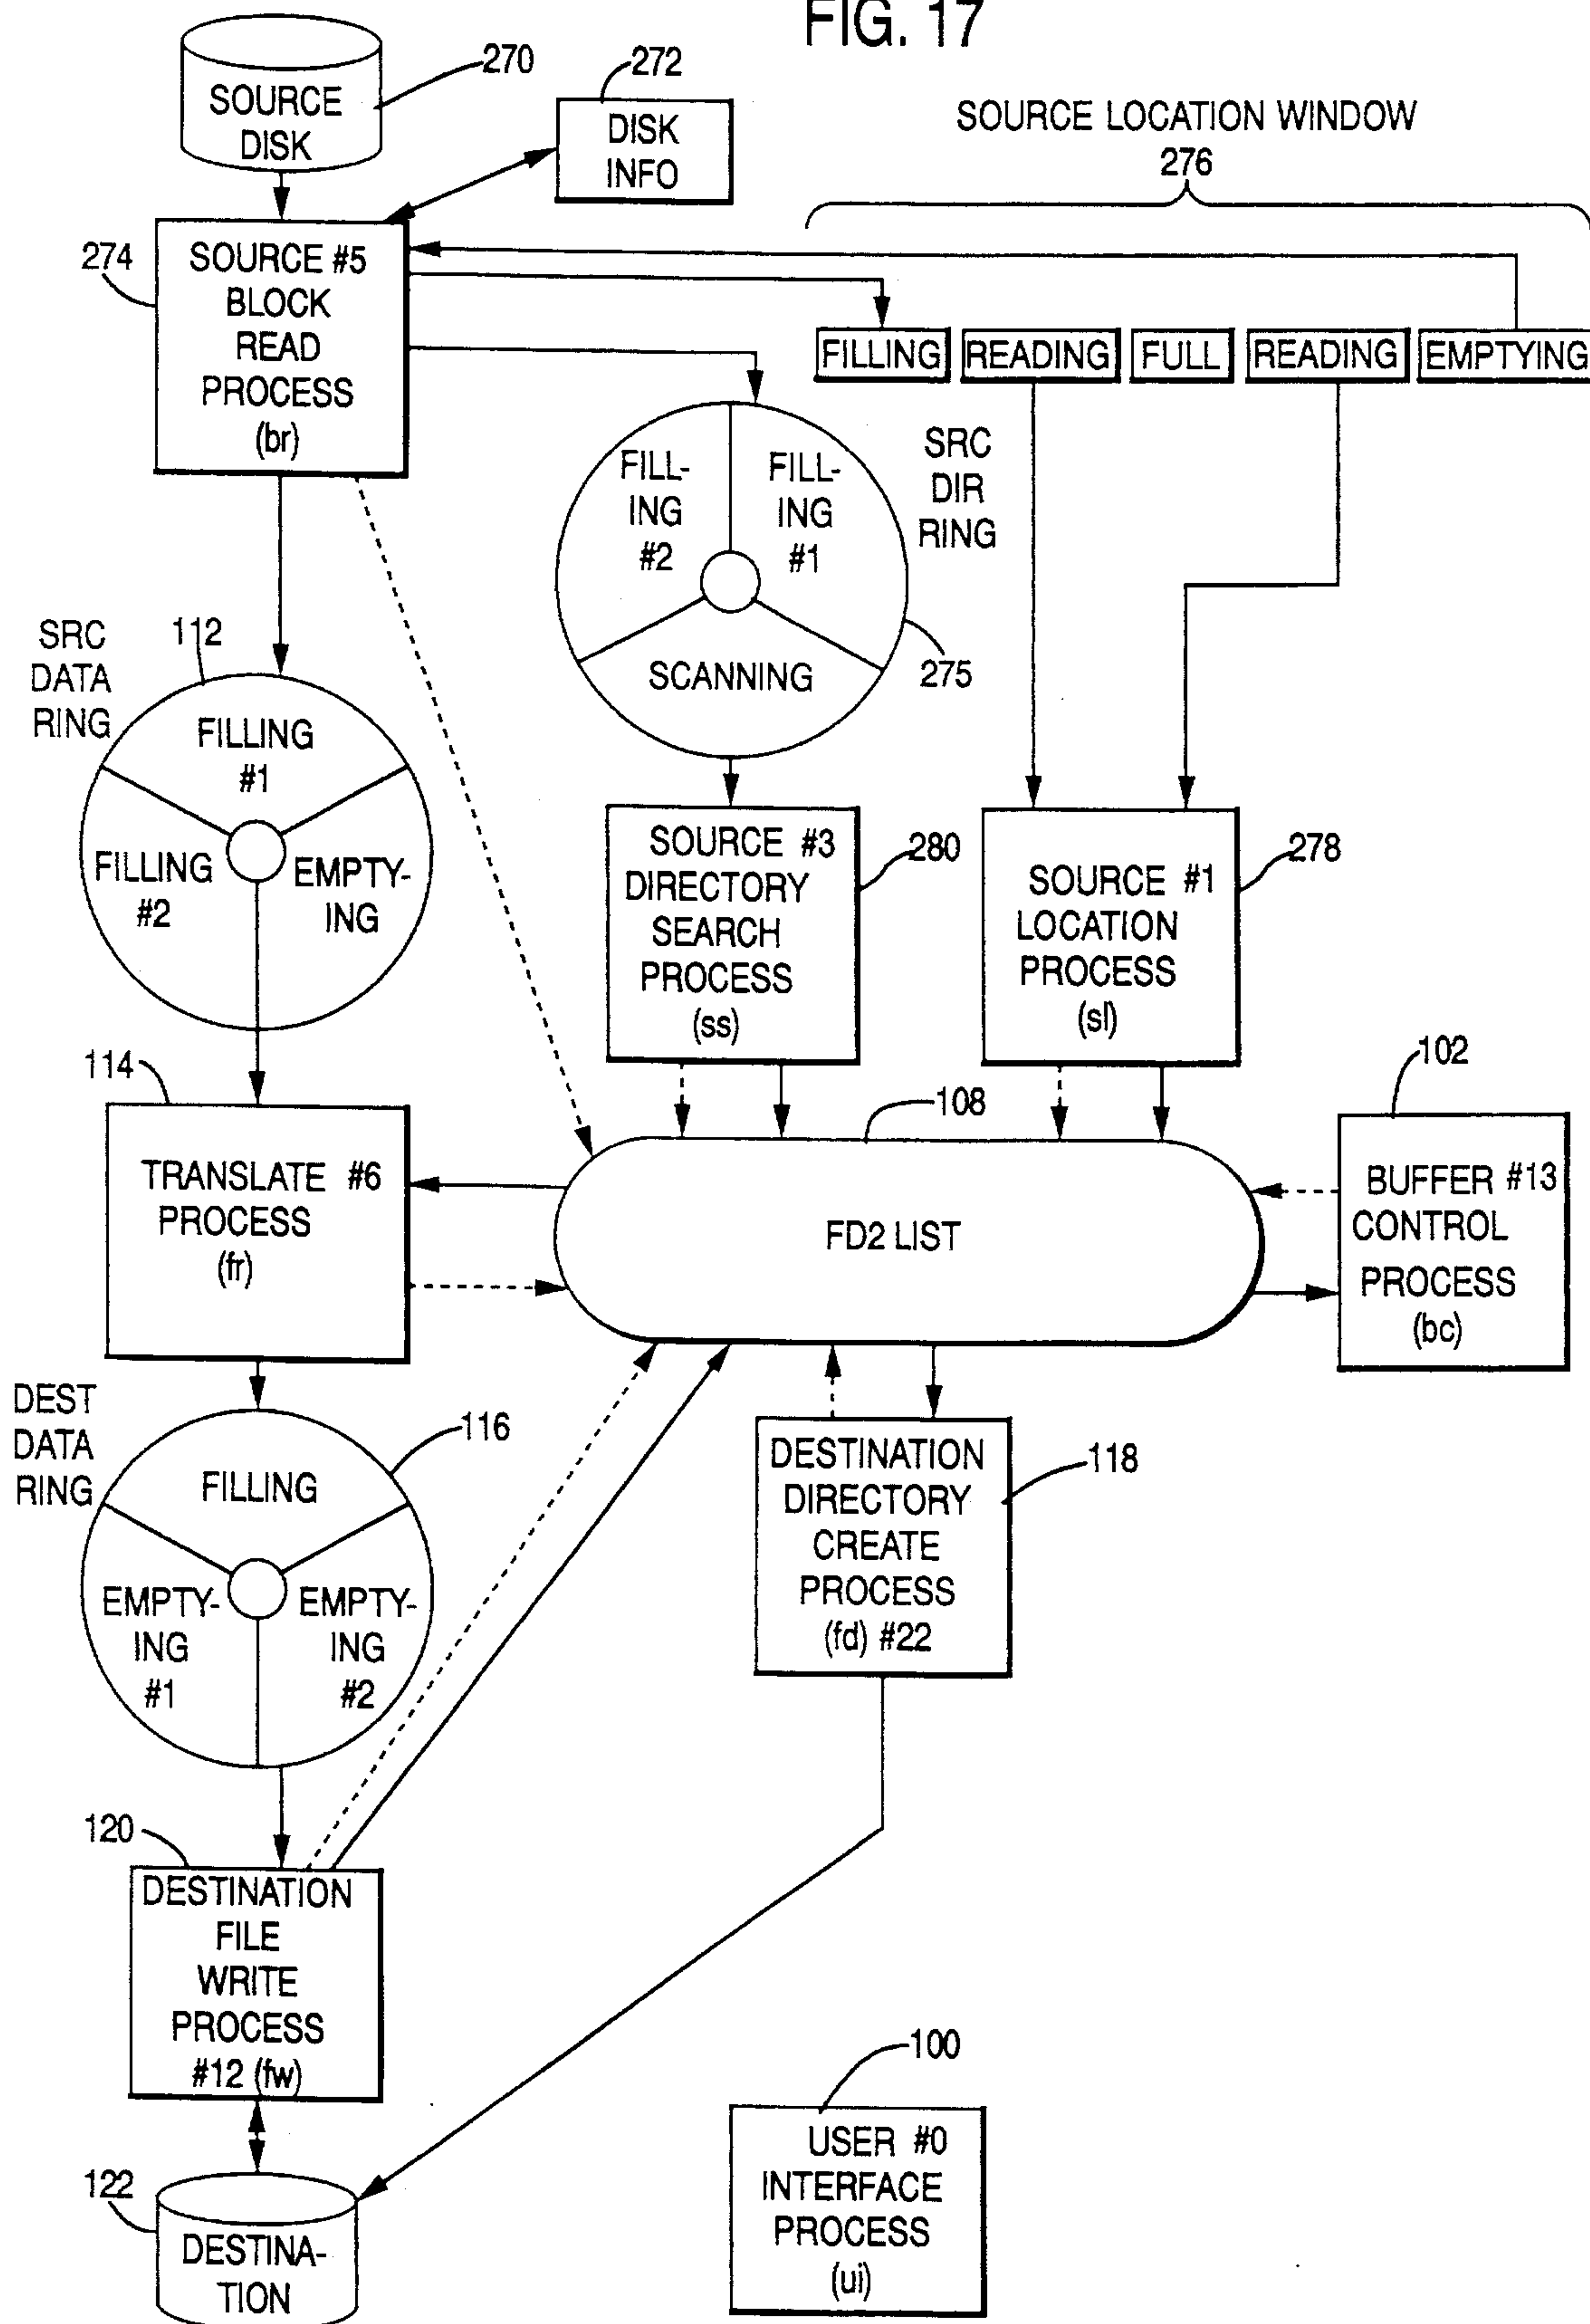 FIG. 17
SOURCE
DISK
270
272
DISK
INFO
SOURCE LOCATION WINDOW
276
274
SOURCE #5
BLOCK
READ
PROCESS
(br)
FILLING
READING
FULL
READING
EMPTYING
FILL-
ING
#2
FILL-
ING
#1
SCANNING
SRC
DIR
RING
275
SRC
DATA
RING
112
FILLING
#1
FILLING
#2
EMPTY-
ING
SOURCE #3
DIRECTORY
SEARCH
PROCESS
(ss)
280
SOURCE #1
LOCATION
PROCESS
(sl)
278
114
TRANSLATE #6
PROCESS
(fr)
108
FD2 LIST
102
BUFFER #13
CONTROL
PROCESS
(bc)
DEST
DATA
RING
116
FILLING
EMPTY-
ING
#1
EMPTY-
ING
#2
DESTINATION
DIRECTORY
CREATE
PROCESS
(fd) #22
118
120
DESTINATION
FILE
WRITE
PROCESS
#12 (fw)
122
DESTINA-
TION
100
USER #0
INTERFACE
PROCESS
(ui)